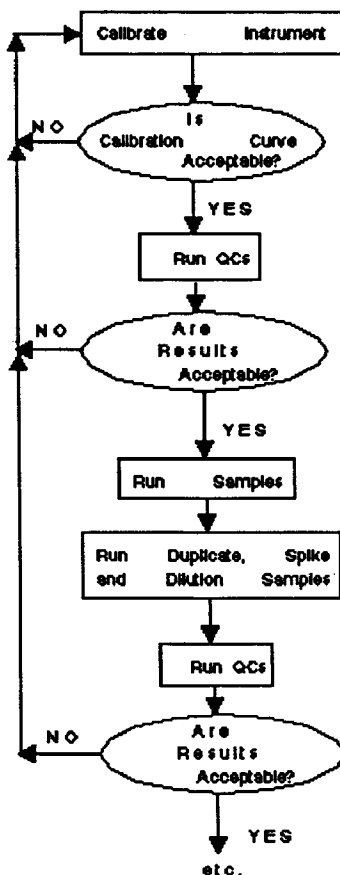 Calibrate Instrument
Is
Calibration Curve
Acceptable?
NO
YES
Run QCs
Are
Results
Acceptable?
NO
YES
Run Samples
Run Duplicate, Spike
and Dilution Samples
Run QCs
Are
Results
Acceptable?
NO
YES
etc.